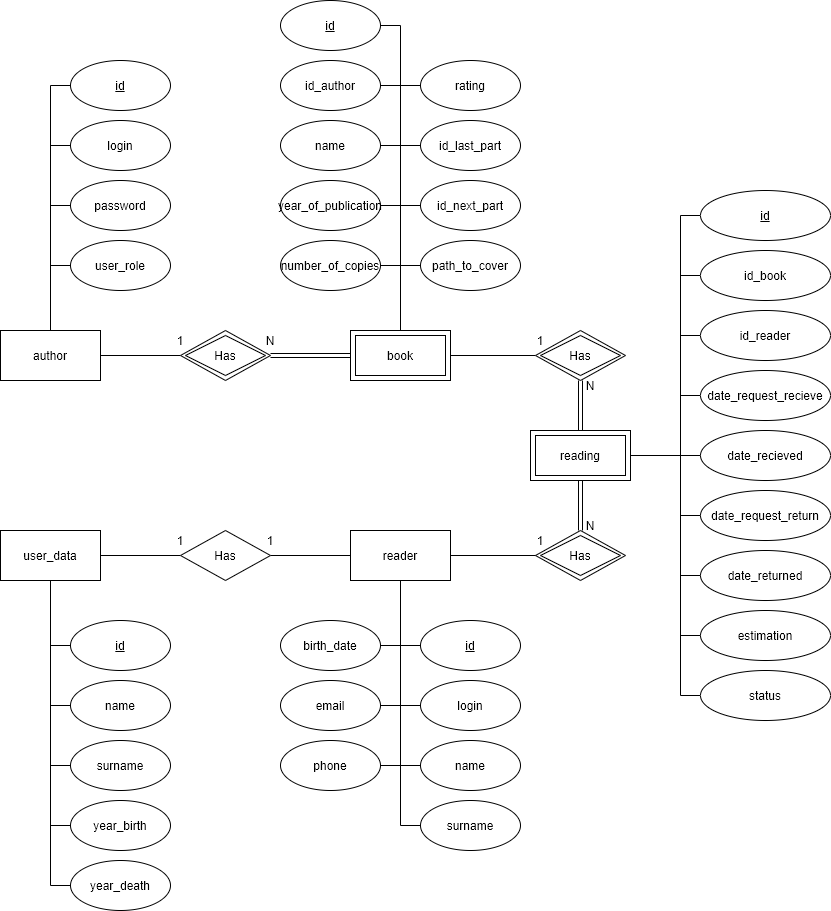 id
id
login
password
user_role
id_author
name
year_of_publication
number_of_copies
rating
id_last_part
id_next_part
path_to_cover
author
1
Has
N
book
1
Has
N
reading
id
id_book
id_reader
date_request_recieve
date_recieved
date_request_return
date_returned
estimation
status
user_data
1
Has
1
reader
1
Has
N
id
name
surname
year_birth
year_death
birth_date
email
phone
id
login
name
surname